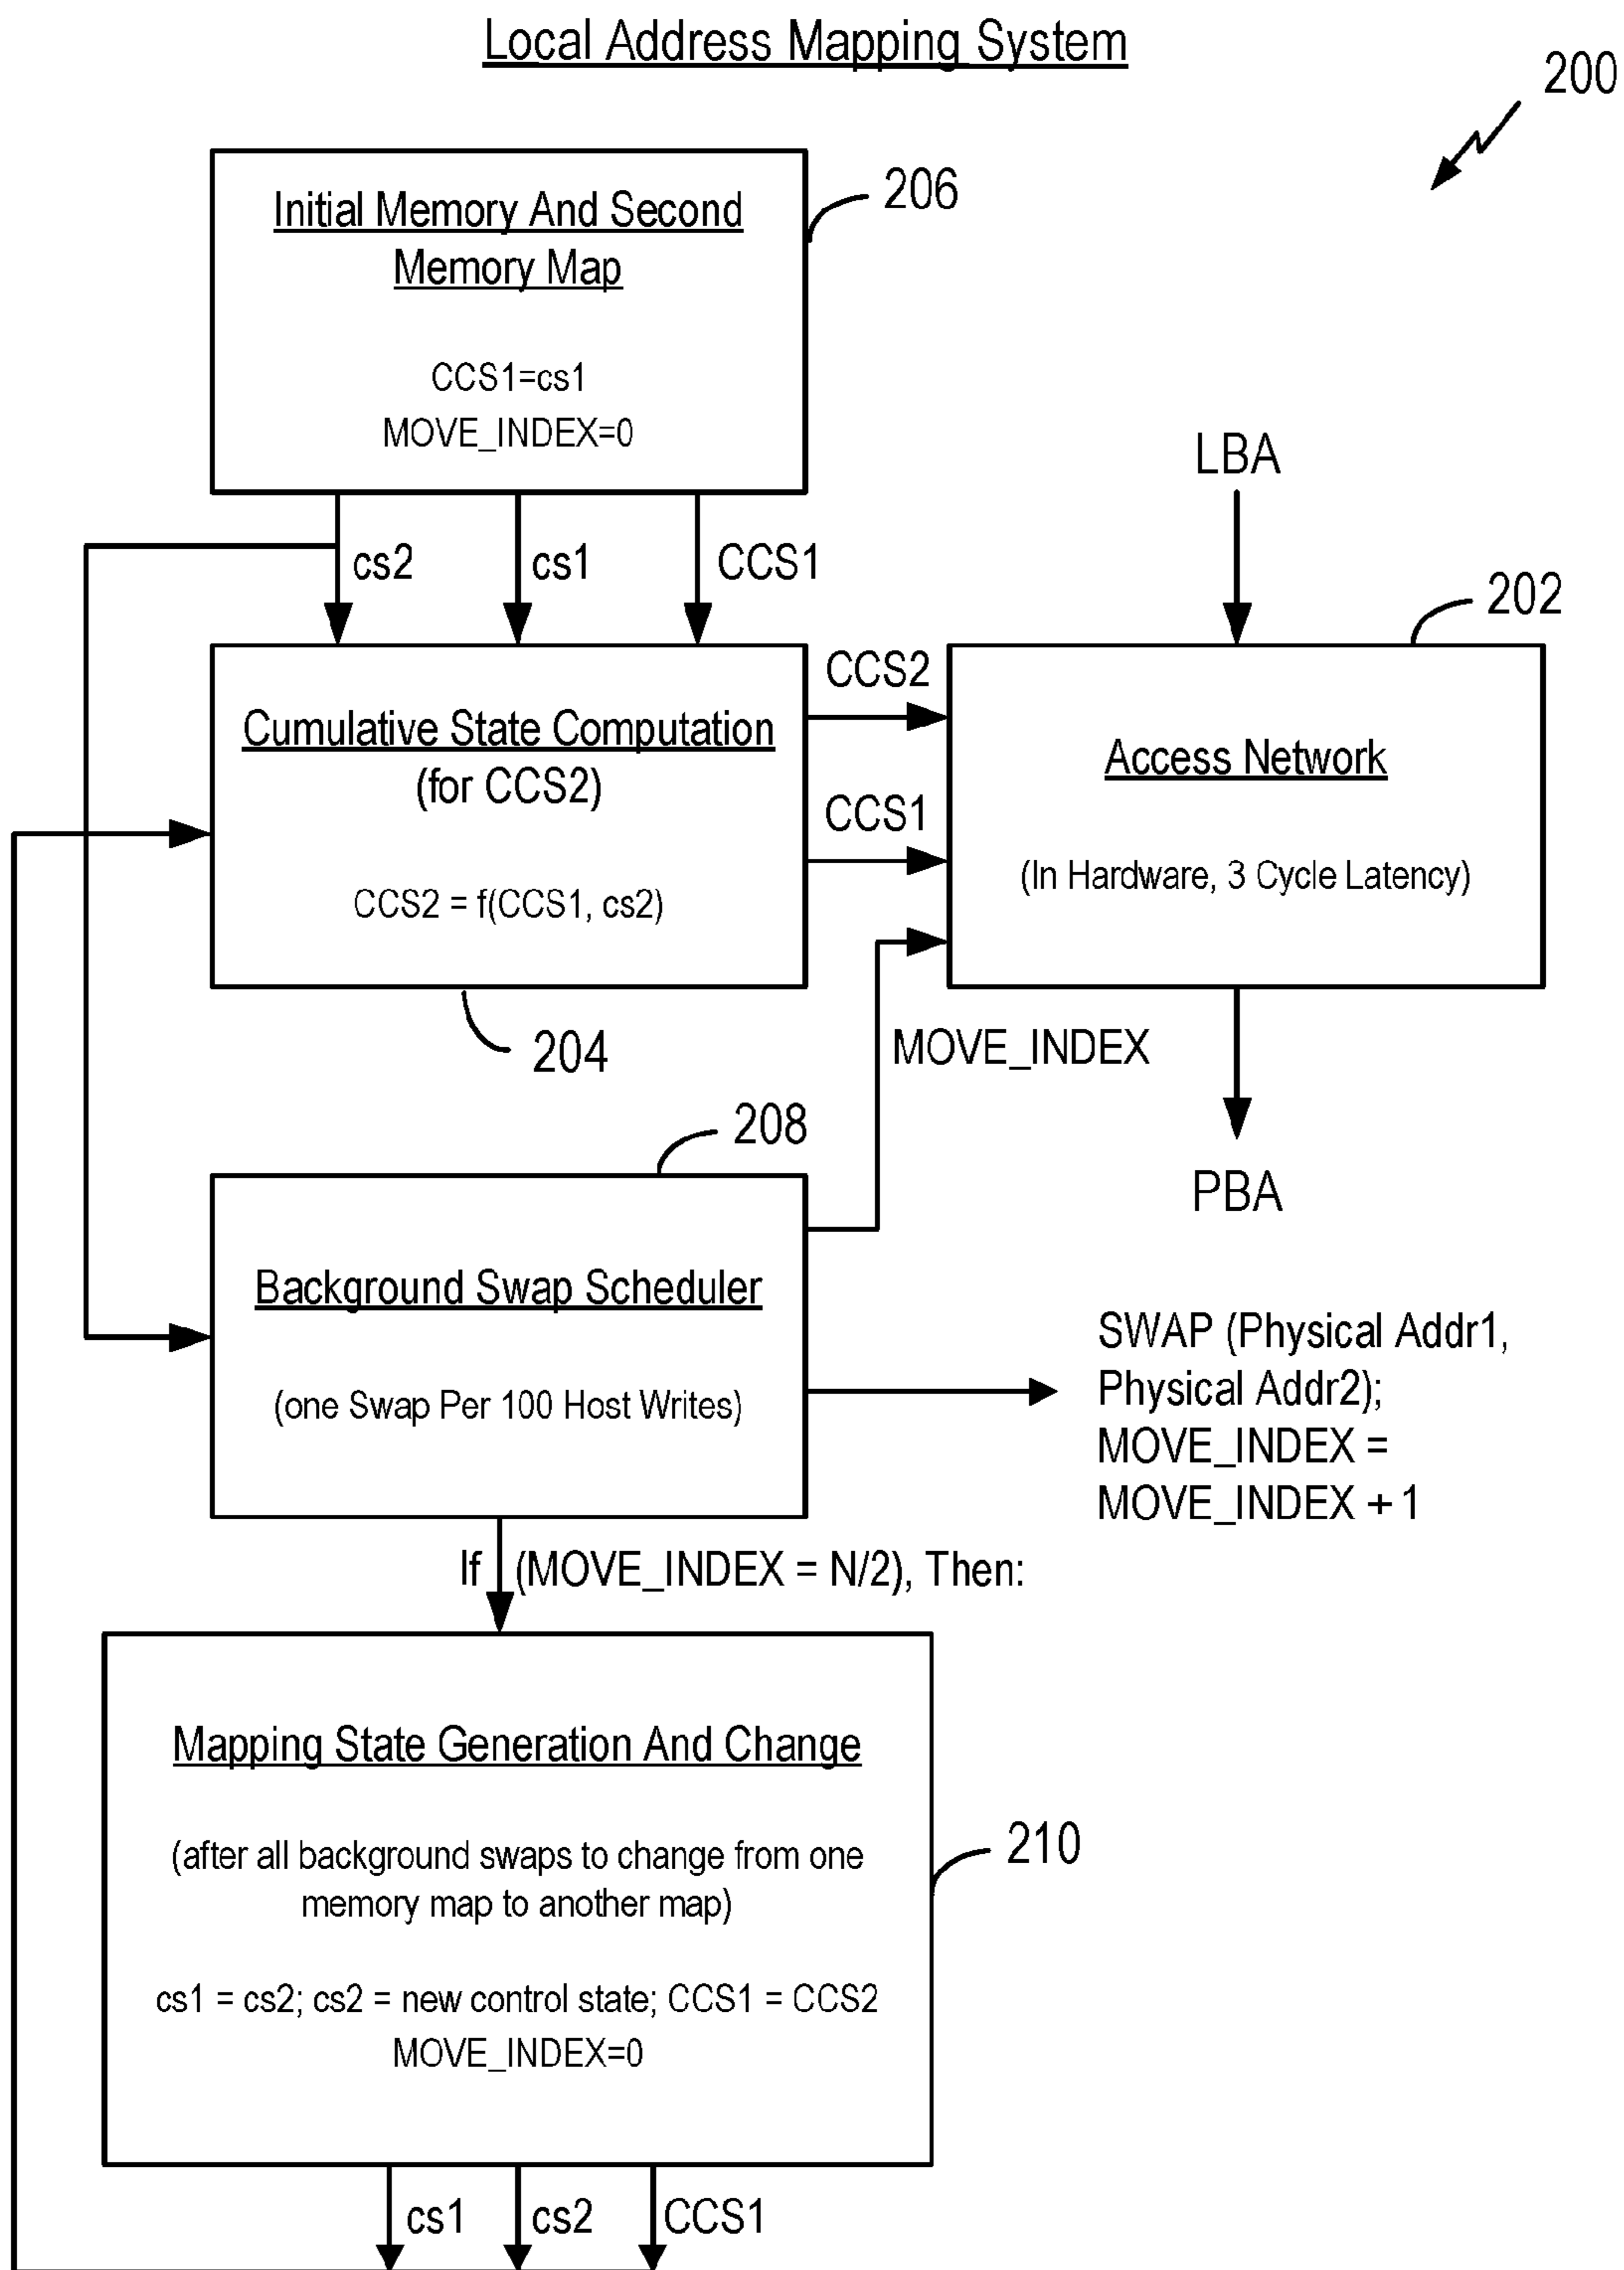 Local Address Mapping System
200
206
Initial Memory And Second
Memory Map
CCS1=cs1
MOVE_INDEX=0
LBA
cs2
cs1
CCS1
202
CCS2
Cumulative State Computation
(for CCS2)
Access Network
CCS1
(In Hardware, 3 Cycle Latency)
CCS2 = f(CCS1, cs2)
204
MOVE_INDEX
208
PBA
Background Swap Scheduler
(one Swap Per 100 Host Writes)
SWAP (Physical Addr1,
Physical Addr2);
MOVE_INDEX =
MOVE_INDEX + 1
If (MOVE_INDEX = N/2), Then:
Mapping State Generation And Change
210
(after all background swaps to change from one
memory map to another map)
cs1 = cs2; cs2 = new control state; CCS1 = CCS2
MOVE_INDEX=0
cs1
cs2
CCS1